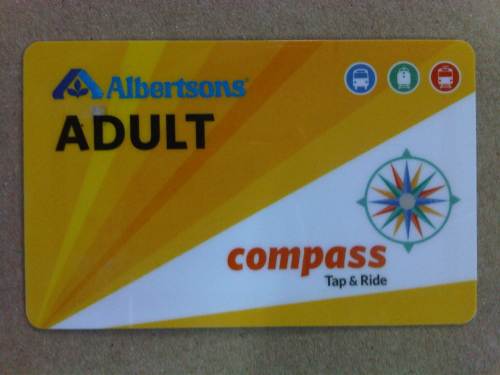 Albertsons
ADULT
compass
Tap & Ride